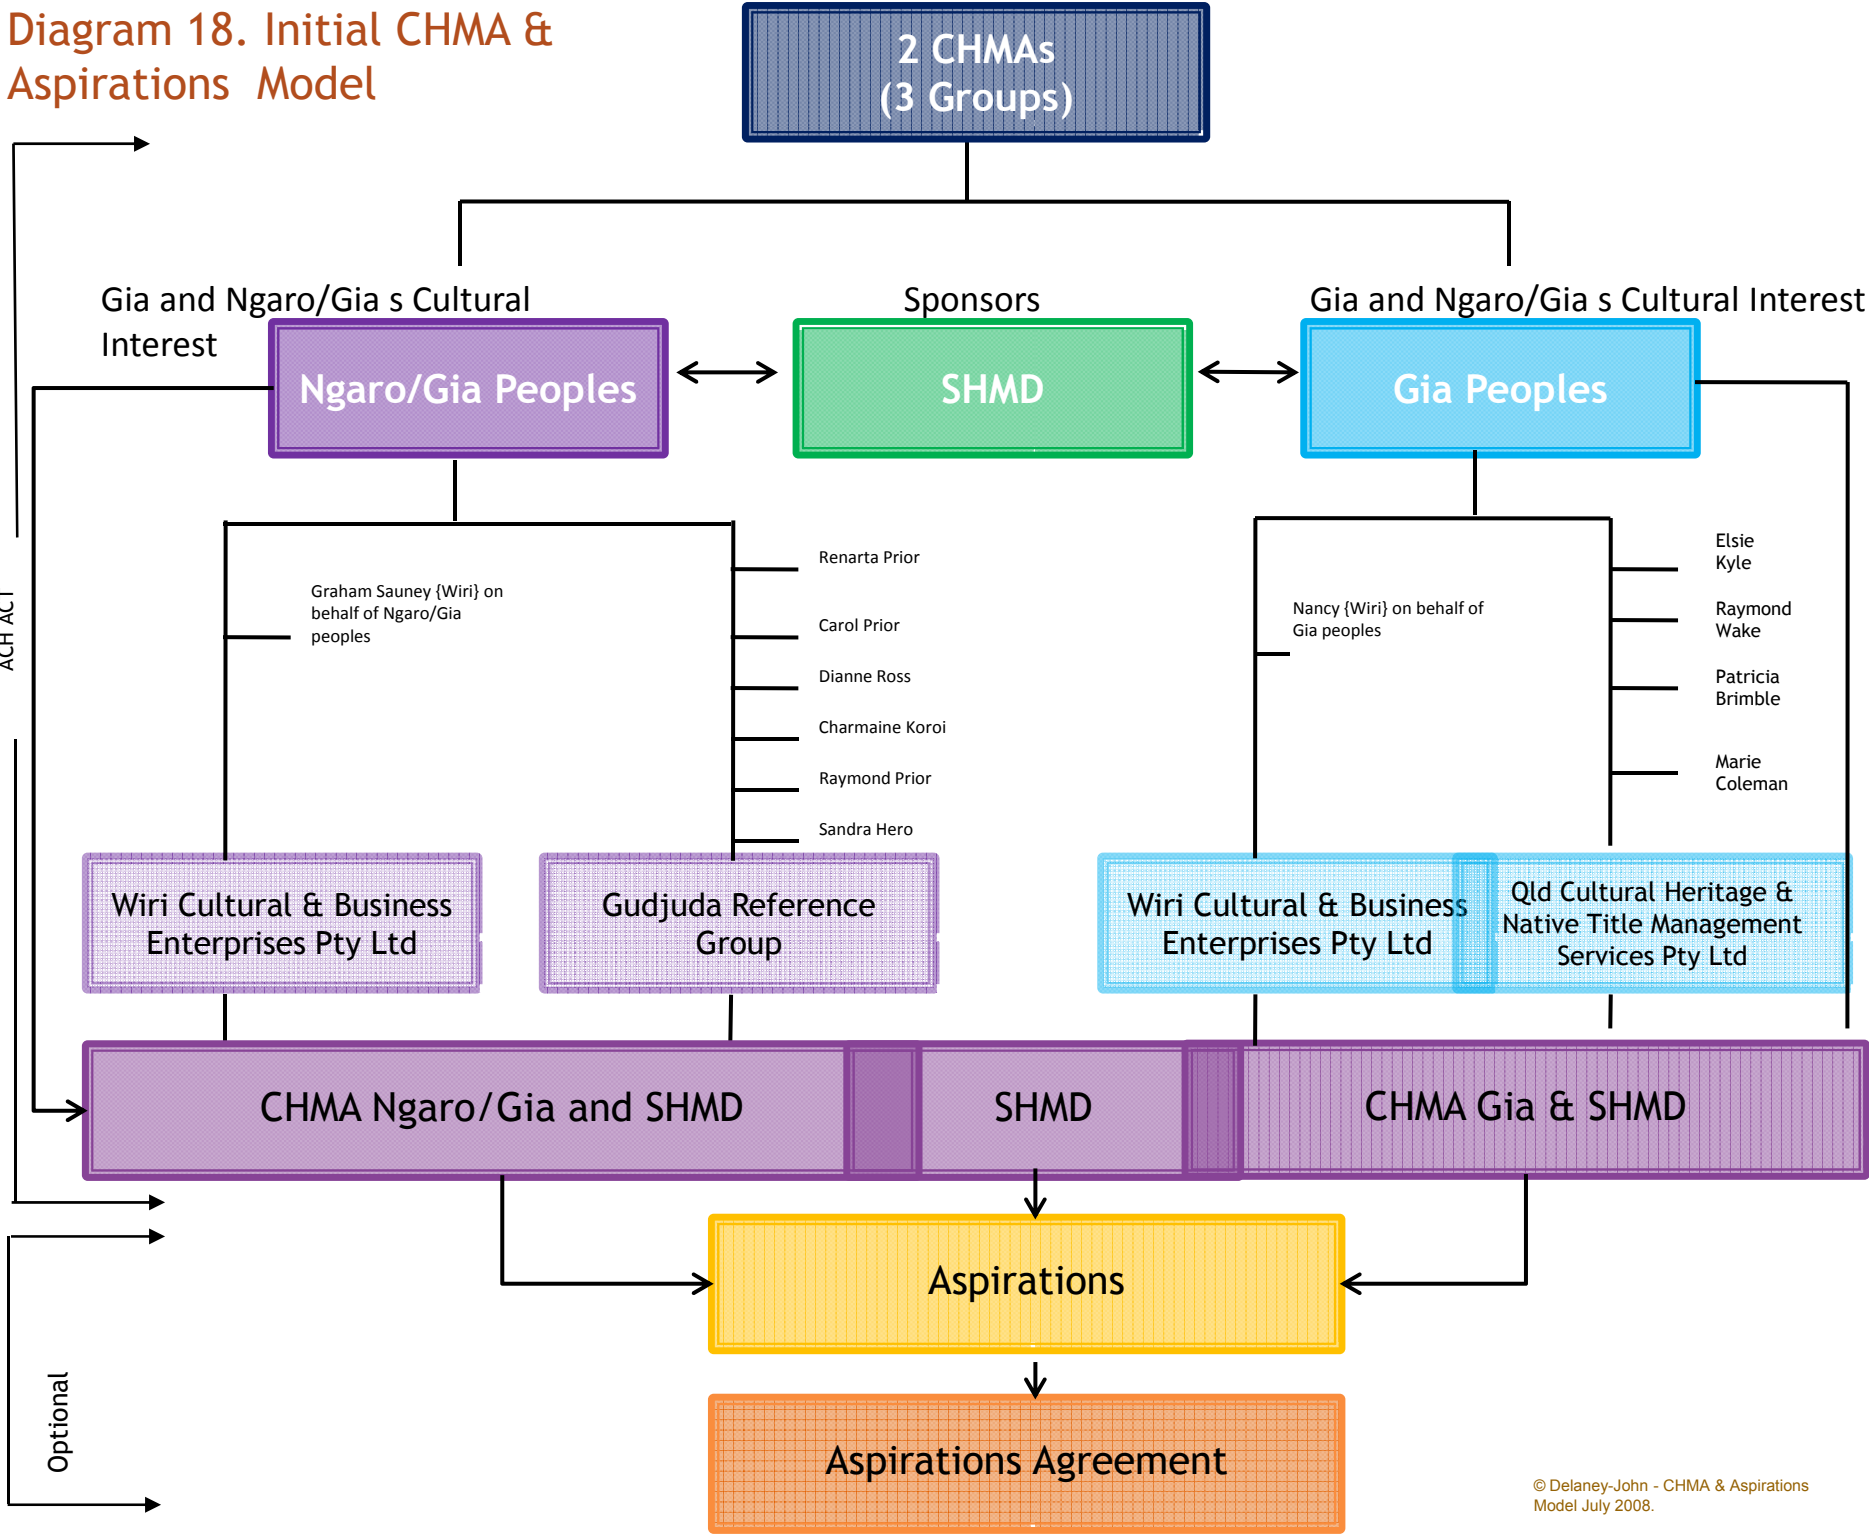 Diagram 18. Initial CHMA &
Aspirations Model
2 CHMAs
(3 Groups)
Gia and Ngaro/Gia s Cultural
Interest
Sponsors
Gia and Ngaro/Gia s Cultural Interest
Ngaro/Gia Peoples
SHMD
Gia Peoples
ACH ACT
Graham Sauney {Wiri} on
behalf of Ngaro/Gia
peoples
Renarta Prior
Carol Prior
Dianne Ross
Charmaine Koroi
Raymond Prior
Sandra Hero
Nancy {Wiri} on behalf of
Gia peoples
Elsie
Kyle
Raymond
Wake
Patricia
Brimble
Marie
Coleman
Wiri Cultural & Business
Enterprises Pty Ltd
Gudjuda Reference
Group
Wiri Cultural & Business
Enterprises Pty Ltd
Qld Cultural Heritage &
Native Title Management
Services Pty Ltd
CHMA Ngaro/Gia and SHMD
SHMD
CHMA Gia & SHMD
Aspirations
Optional
Aspirations Agreement
© Delaney-John - CHMA & Aspirations
Model July 2008.